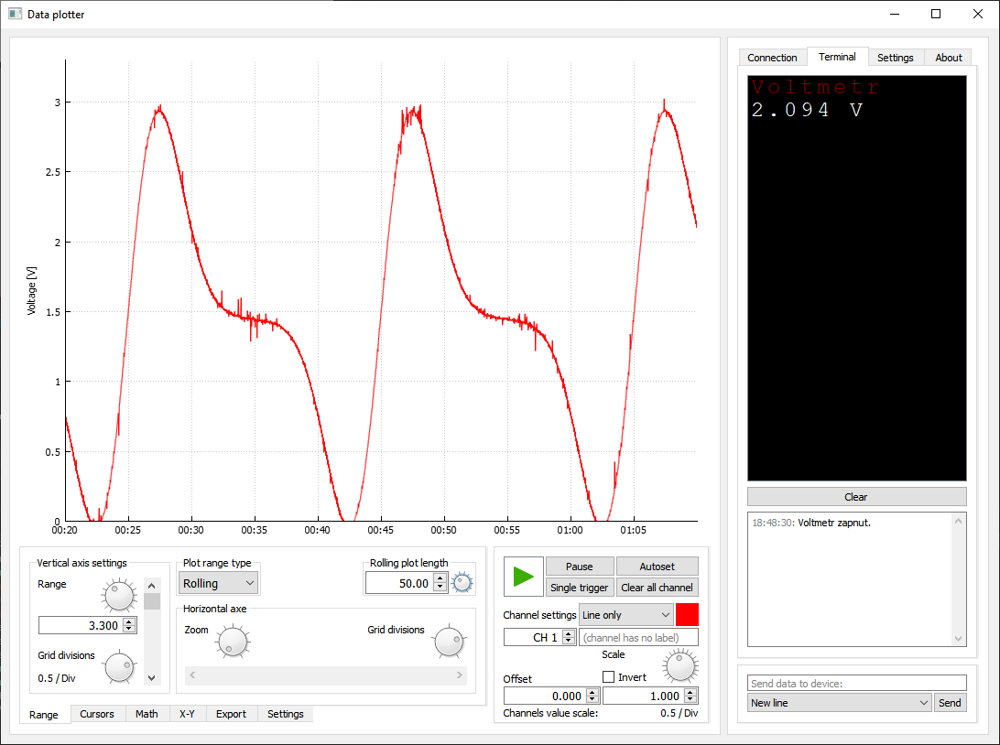 Data plotter
3
2.5
2
1.5
1
0.5
0
Voltage [V]
00:20 00:25 00:30 00:35 00:40 00:45 00:50 00:55 01:00 01:05
Vertical axis settings
Range
3.300
Grid divisions
0.5 / Div
Plot range type
Rolling
Rolling plot length
50.00
Horizontal axe
Zoom
Grid divisions
Range Cursors Math X-Y Export Settings
Pause Autoset
Single trigger Clear all channel
Channel settings Line only
CH 1 (channel has no label)
Scale
Invert
Offset
0.000 1.000
Channels value scale: 0.5 / Div
Connection Terminal Settings About
Voltmetr
2.094 V
Clear
18:48:30: Voltmetr zapnut.
Send data to device:
New line Send